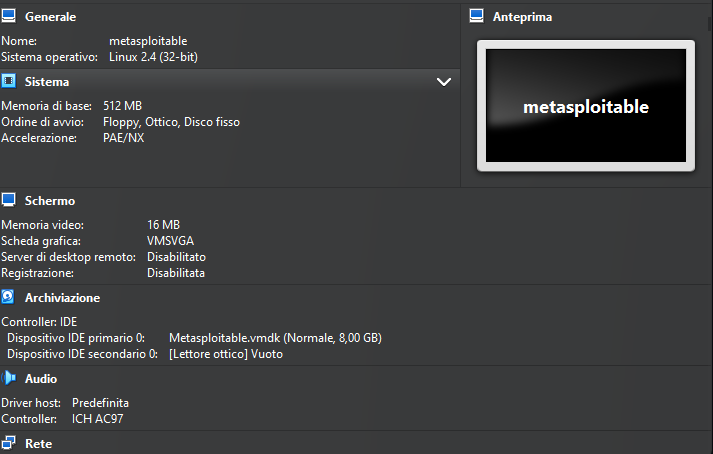 Generale
Nome: metasploitable
Sistema operativo: Linux 2.4 (32-bit)
Anteprima
metasploitable
Sistema
Memoria di base: 512 MB
Ordine di avvio: Floppy, Ottico, Disco fisso
Accelerazione: PAE/NX
Schermo
Memoria video: 16 MB
Scheda grafica: VMSVGA
Server di desktop remoto: Disabilitato
Registrazione: Disabilitata
Archiviazione
Controller: IDE
Dispositivo IDE primario 0: Metasploitable.vmdk (Normale, 8,00 GB)
Dispositivo IDE secondario 0: [Lettore ottico] Vuoto
Audio
Driver host: Predefinita
Controller: ICH AC97
Rete